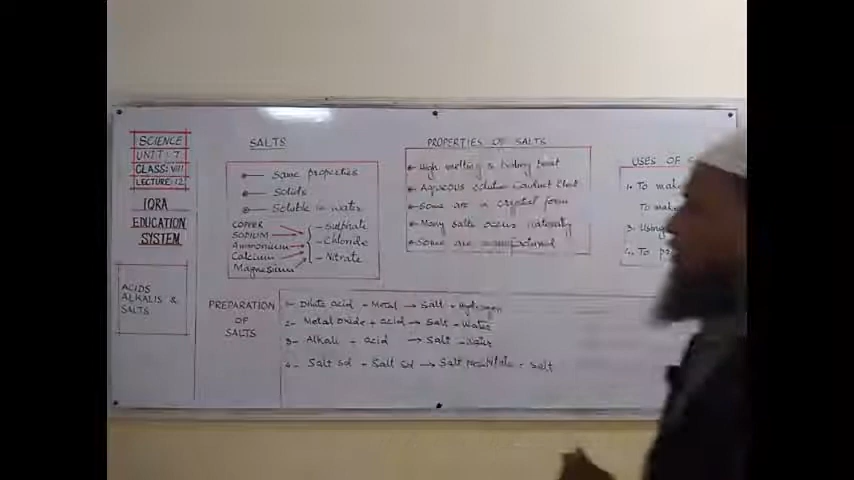 SCIENCE
UNIT: 7
CLASS: VIII
LECTURE: 12
IQRA
EDUCATION
SYSTEM
ACIDS
ALKALIS &
SALTS
SALTS
Same properties
Solids
Soluble in water
COPPER
SODIUM
Ammonium
Calcium
Magnesium
- Sulphate
- Chloride
- Nitrate
PROPERTIES OF SALTS
High melting & boiling point
Aqueous solution conduct Elect
Some are a crystal form
Many salts occur naturally
Some are
USES OF
1. To make
To make
3. Using
4. To
PREPARATION
OF
SALTS
1- Dilute acid + Metal → Salt + Hydrogen
2- Metal oxide + acid → Salt + Water
3- Alkali + acid → Salt + Water
4- Salt sol + Salt sol → Salt + Salt